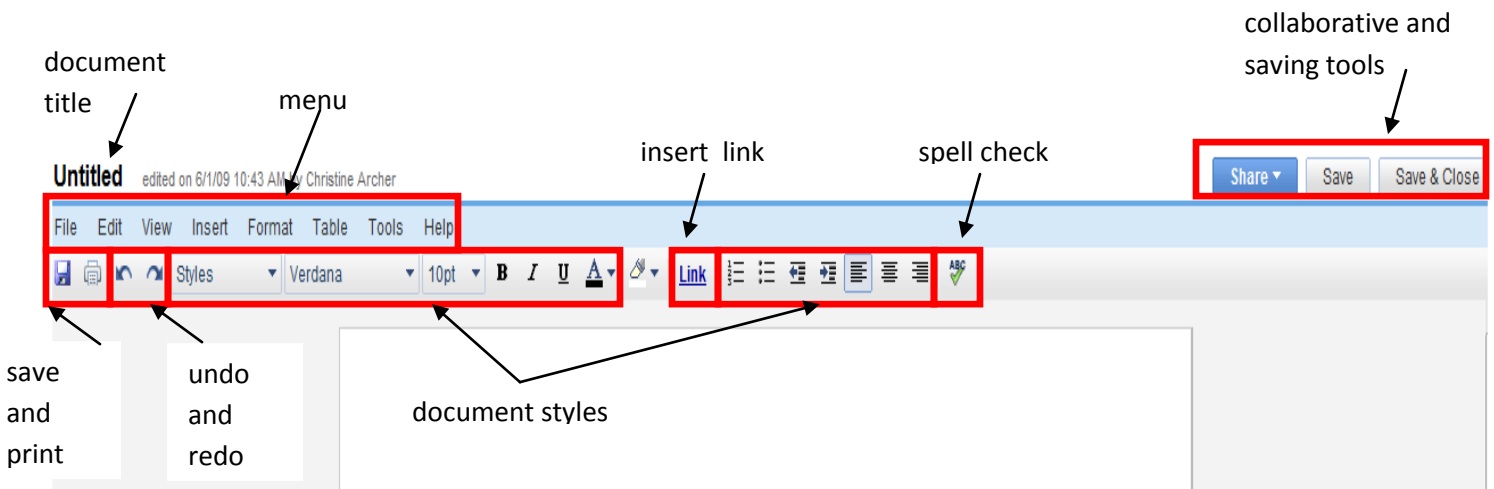 collaborative and
saving tools
document
title
menu
insert link
spell check
Untitled edited on 6/1/09 10:43 AM by Christine Archer
Share Save Save & Close
File Edit View Insert Format Table Tools Help
Styles Verdana 10pt B I U A Link ABC
save
and
print
undo
and
redo
document styles